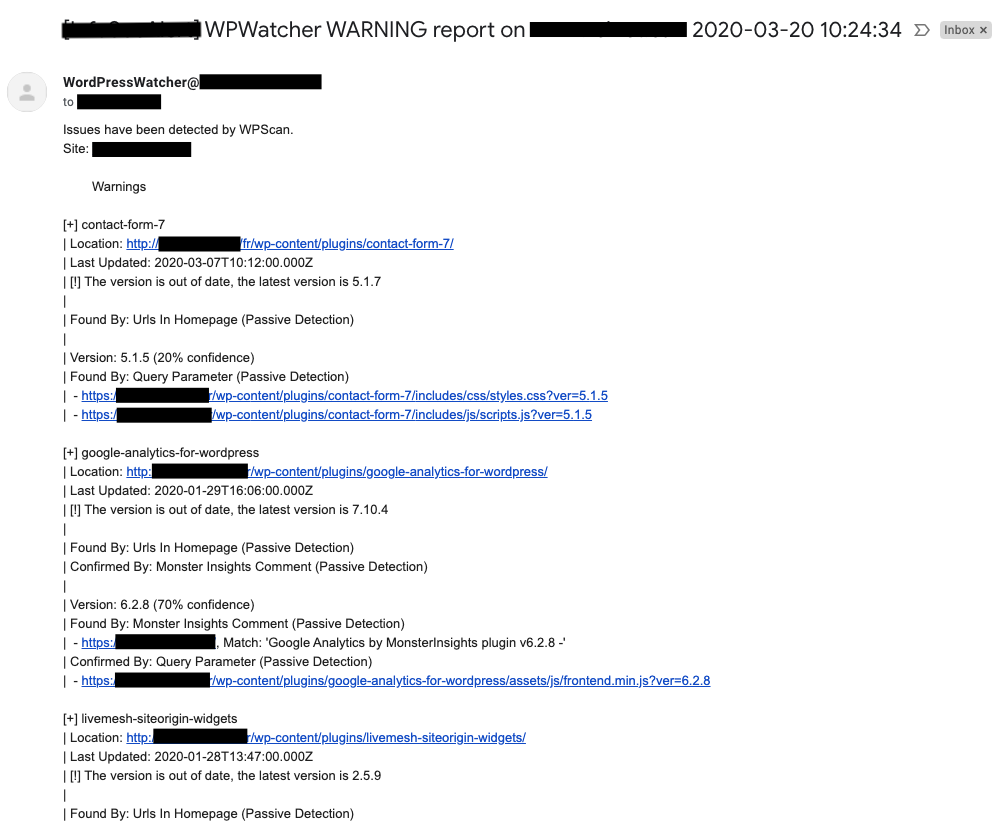 WPWatcher WARNING report on 2020-03-20 10:24:34 Inbox ×
WordPressWatcher@
to
Issues have been detected by WPScan.
Site:
Warnings
[+] contact-form-7
| Location: http:// /fr/wp-content/plugins/contact-form-7/
| Last Updated: 2020-03-07T10:12:00.000Z
| [!] The version is out of date, the latest version is 5.1.7
|
| Found By: Urls In Homepage (Passive Detection)
|
| Version: 5.1.5 (20% confidence)
| Found By: Query Parameter (Passive Detection)
| - https:/ r/wp-content/plugins/contact-form-7/includes/css/styles.css?ver=5.1.5
| - https:/ /wp-content/plugins/contact-form-7/includes/js/scripts.js?ver=5.1.5
[+] google-analytics-for-wordpress
| Location: http: r/wp-content/plugins/google-analytics-for-wordpress/
| Last Updated: 2020-01-29T16:06:00.000Z
| [!] The version is out of date, the latest version is 7.10.4
|
| Found By: Urls In Homepage (Passive Detection)
| Confirmed By: Monster Insights Comment (Passive Detection)
|
| Version: 6.2.8 (70% confidence)
| Found By: Monster Insights Comment (Passive Detection)
| - https:/ , Match: 'Google Analytics by MonsterInsights plugin v6.2.8 -'
| Confirmed By: Query Parameter (Passive Detection)
| - https:/ r/wp-content/plugins/google-analytics-for-wordpress/assets/js/frontend.min.js?ver=6.2.8
[+] livemesh-siteorigin-widgets
| Location: http:/ r/wp-content/plugins/livemesh-siteorigin-widgets/
| Last Updated: 2020-01-28T13:47:00.000Z
| [!] The version is out of date, the latest version is 2.5.9
|
| Found By: Urls In Homepage (Passive Detection)